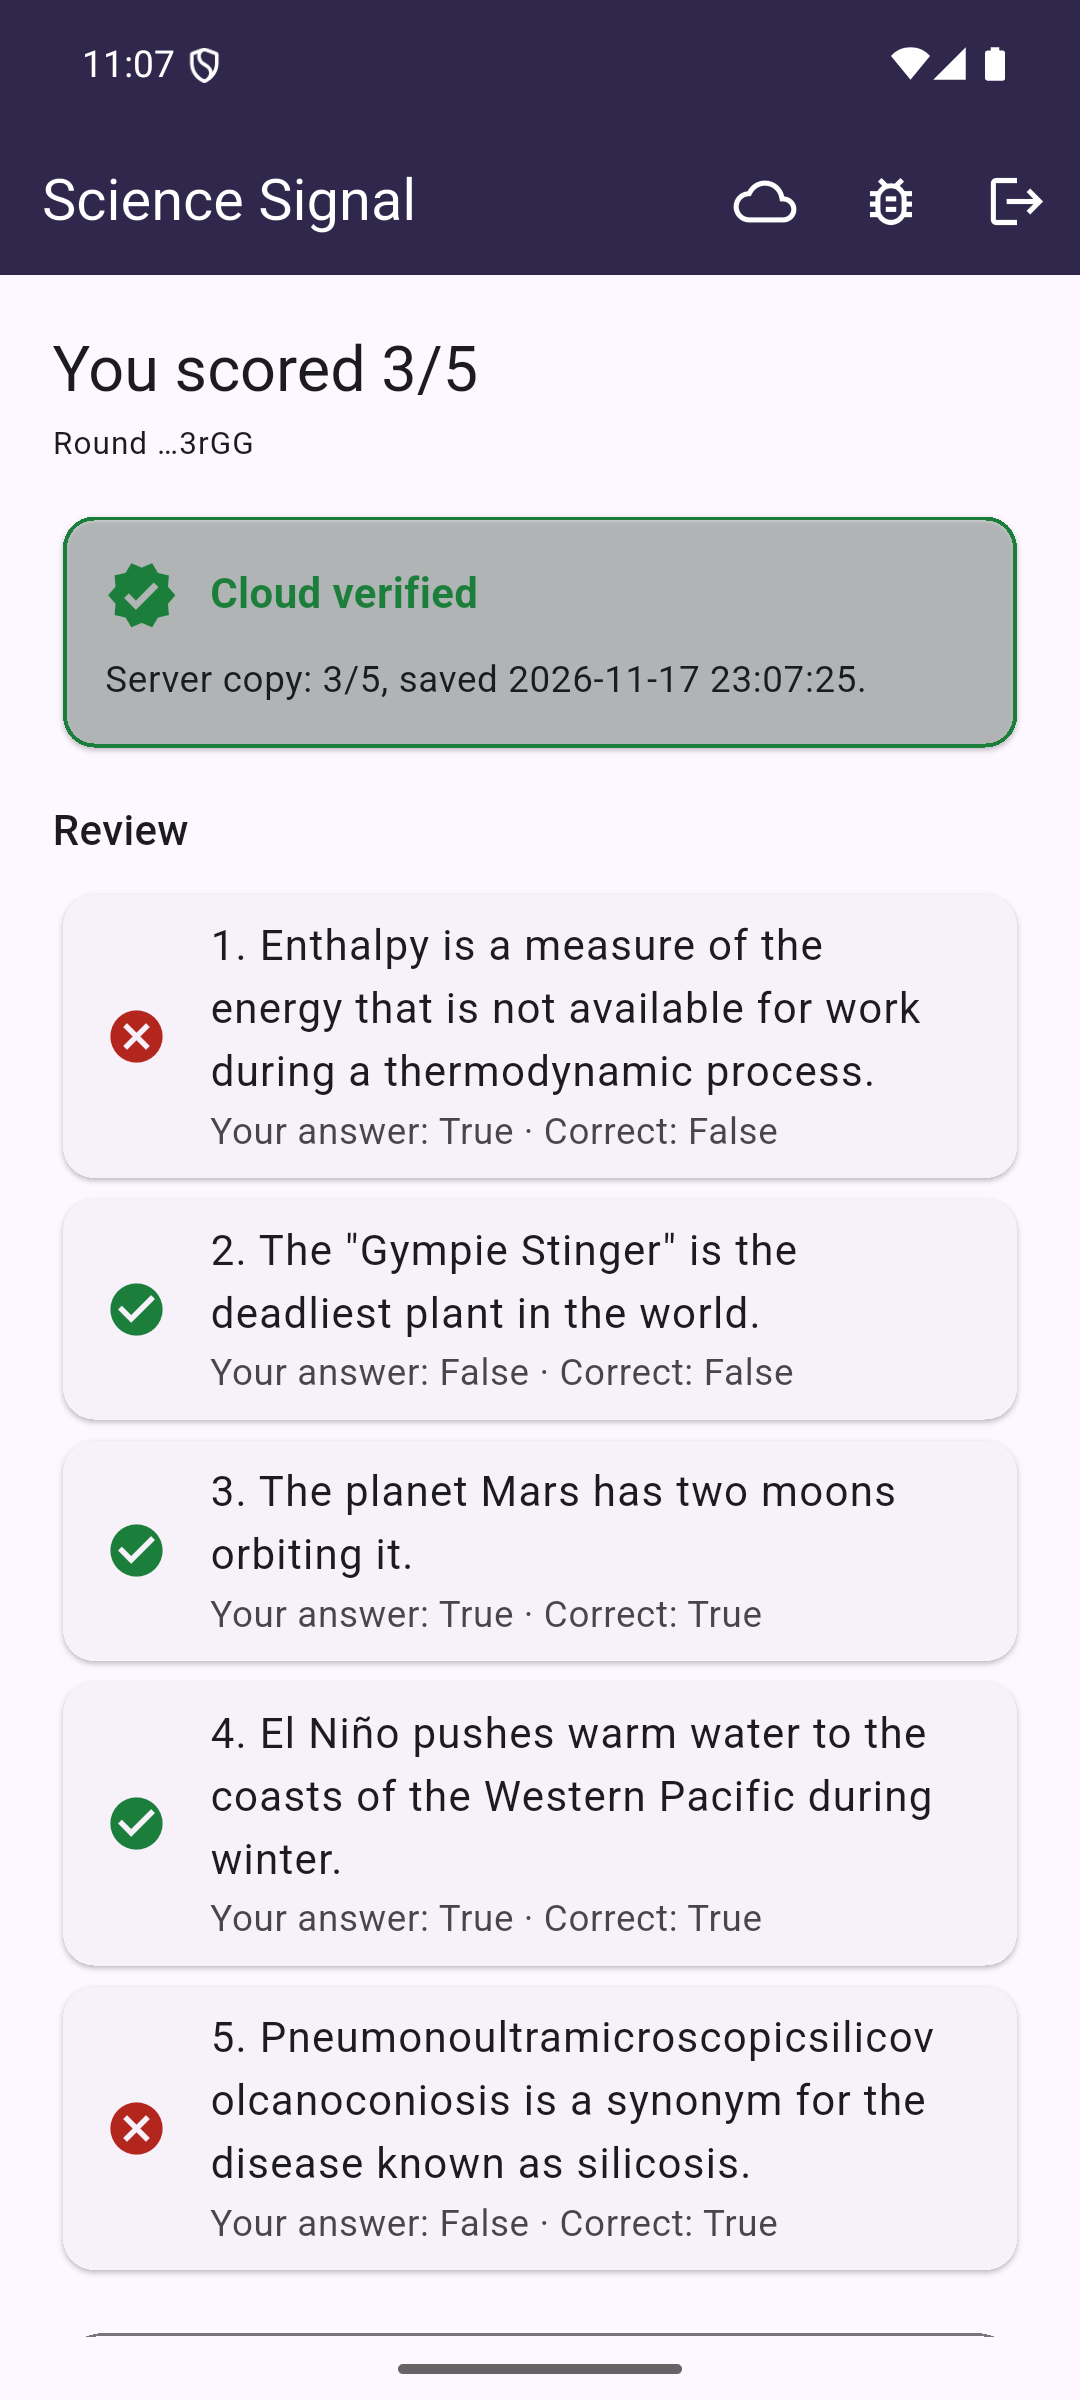 11:07
Science Signal
You scored 3/5
Round …3rGG
Cloud verified
Server copy: 3/5, saved 2026-11-17 23:07:25.
Review
1. Enthalpy is a measure of the
energy that is not available for work
during a thermodynamic process.
Your answer: True · Correct: False
2. The "Gympie Stinger" is the
deadliest plant in the world.
Your answer: False · Correct: False
3. The planet Mars has two moons
orbiting it.
Your answer: True · Correct: True
4. El Niño pushes warm water to the
coasts of the Western Pacific during
winter.
Your answer: True · Correct: True
5. Pneumonoultramicroscopicsilicov
olcanoconiosis is a synonym for the
disease known as silicosis.
Your answer: False · Correct: True